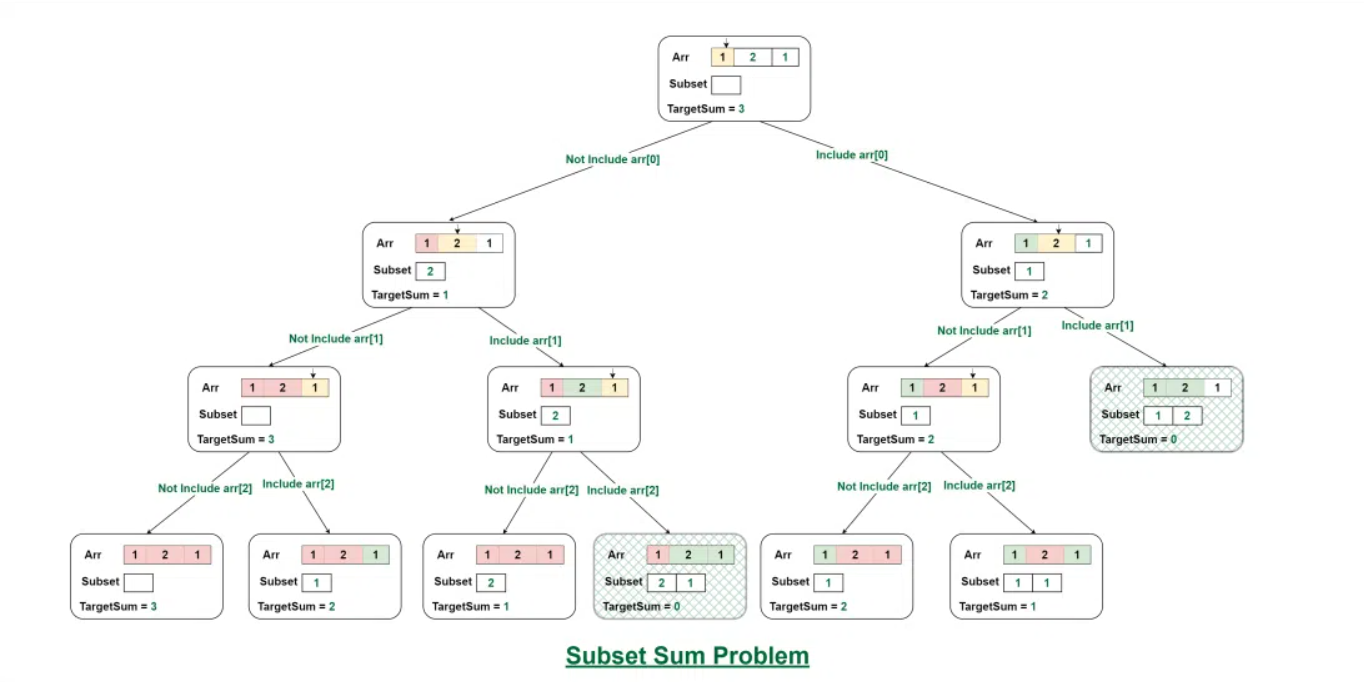 Arr 1 2 1
Subset
TargetSum = 3
Not Include arr[0]
Include arr[0]
Arr 1 2 1
Subset 2
TargetSum = 1
Arr 1 2 1
Subset 1
TargetSum = 2
Not Include arr[1]
Include arr[1]
Not Include arr[1]
Include arr[1]
Arr 1 2 1
Subset
TargetSum = 3
Arr 1 2 1
Subset 2
TargetSum = 1
Arr 1 2 1
Subset 1
TargetSum = 2
Arr 1 2 1
Subset 1 2
TargetSum = 0
Not Include arr[2]
Include arr[2]
Not Include arr[2]
Include arr[2]
Not Include arr[2]
Include arr[2]
Arr 1 2 1
Subset
TargetSum = 3
Arr 1 2 1
Subset 1
TargetSum = 2
Arr 1 2 1
Subset 2
TargetSum = 1
Arr 1 2 1
Subset 2 1
TargetSum = 0
Arr 1 2 1
Subset 1
TargetSum = 2
Arr 1 2 1
Subset 1 1
TargetSum = 1
Subset Sum Problem